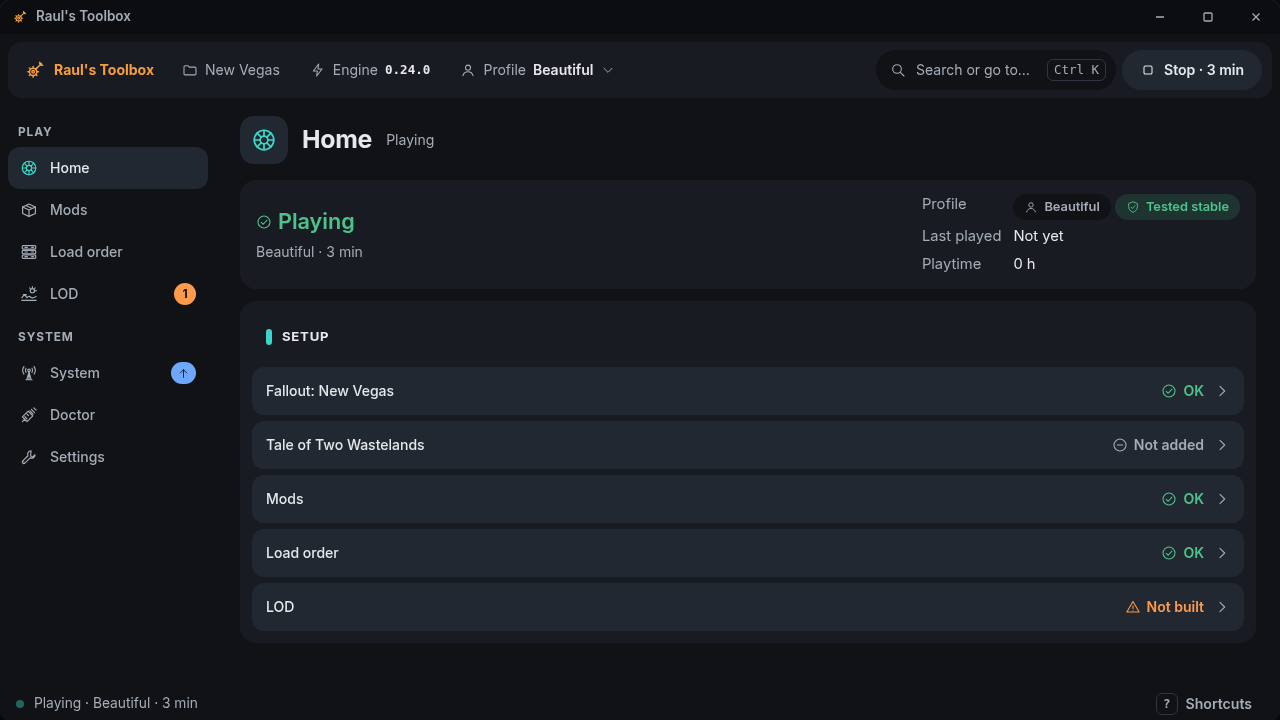 Raul's Toolbox
Raul's Toolbox
New Vegas
Engine 0.24.0
Profile Beautiful
Search or go to...
Ctrl K
Stop · 3 min
PLAY
Home
Mods
Load order
LOD
1
SYSTEM
System
Doctor
Settings
Home Playing
Playing
Beautiful · 3 min
Profile Beautiful Tested stable
Last played Not yet
Playtime 0 h
SETUP
Fallout: New Vegas OK
Tale of Two Wastelands Not added
Mods OK
Load order OK
LOD Not built
Playing · Beautiful · 3 min
? Shortcuts